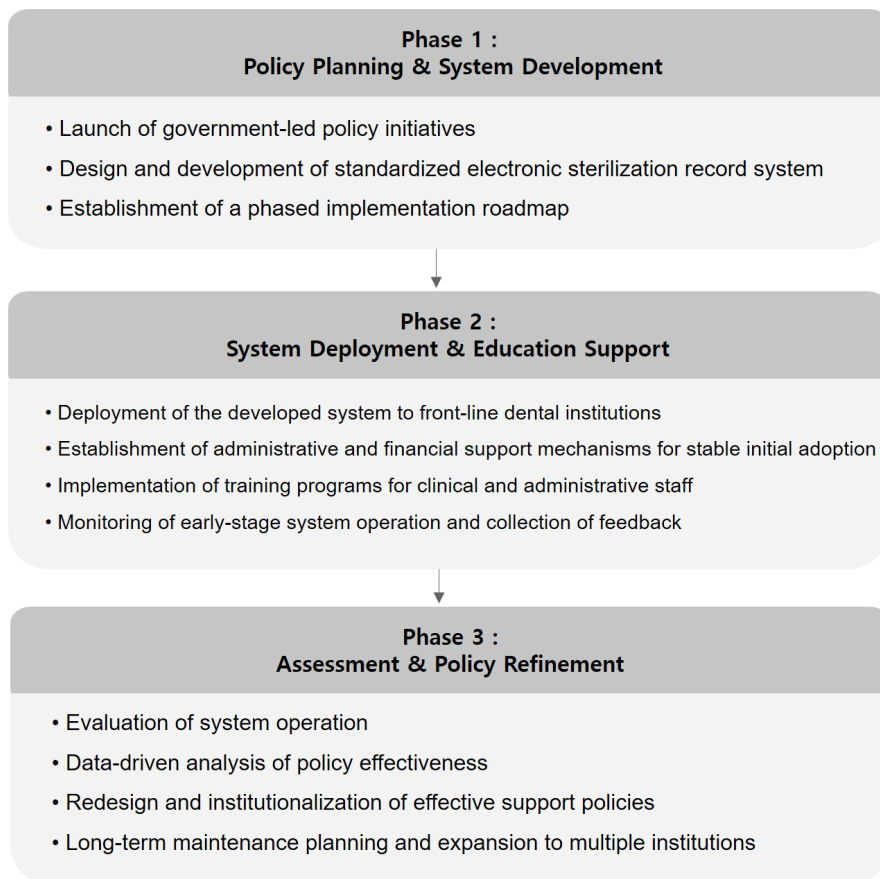 Phase 1 :
Policy Planning & System Development
• Launch of government-led policy initiatives
• Design and development of standardized electronic sterilization record system
• Establishment of a phased implementation roadmap
Phase 2 :
System Deployment & Education Support
• Deployment of the developed system to front-line dental institutions
• Establishment of administrative and financial support mechanisms for stable initial adoption
• Implementation of training programs for clinical and administrative staff
• Monitoring of early-stage system operation and collection of feedback
Phase 3 :
Assessment & Policy Refinement
• Evaluation of system operation
• Data-driven analysis of policy effectiveness
• Redesign and institutionalization of effective support policies
• Long-term maintenance planning and expansion to multiple institutions